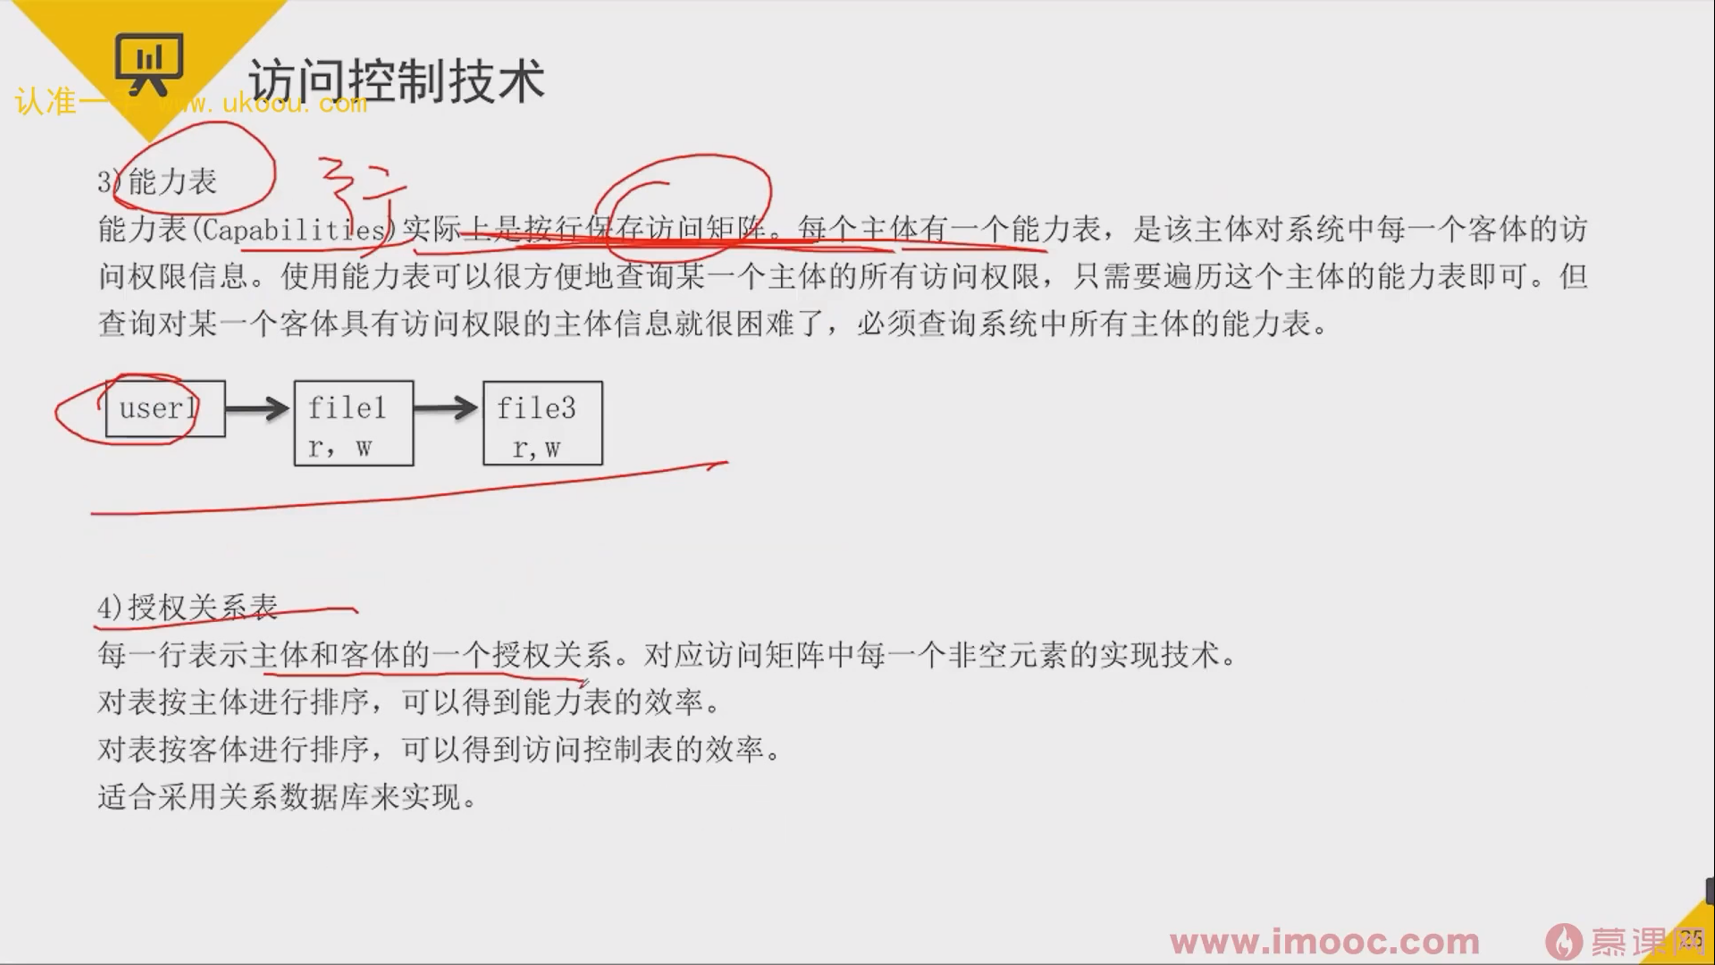 访问控制技术
认准一手 www.ukoou.com
3)能力表
行
能力表(Capabilities)实际上是按行保存访问矩阵。每个主体有一个能力表，是该主体对系统中每一个客体的访
问权限信息。使用能力表可以很方便地查询某一个主体的所有访问权限，只需要遍历这个主体的能力表即可。但
查询对某一个客体具有访问权限的主体信息就很困难了，必须查询系统中所有主体的能力表。
user1 file1 file3
r, w r,w
4)授权关系表
每一行表示主体和客体的一个授权关系。对应访问矩阵中每一个非空元素的实现技术。
对表按主体进行排序，可以得到能力表的效率。
对表按客体进行排序，可以得到访问控制表的效率。
适合采用关系数据库来实现。
www.imooc.com 慕课网 25